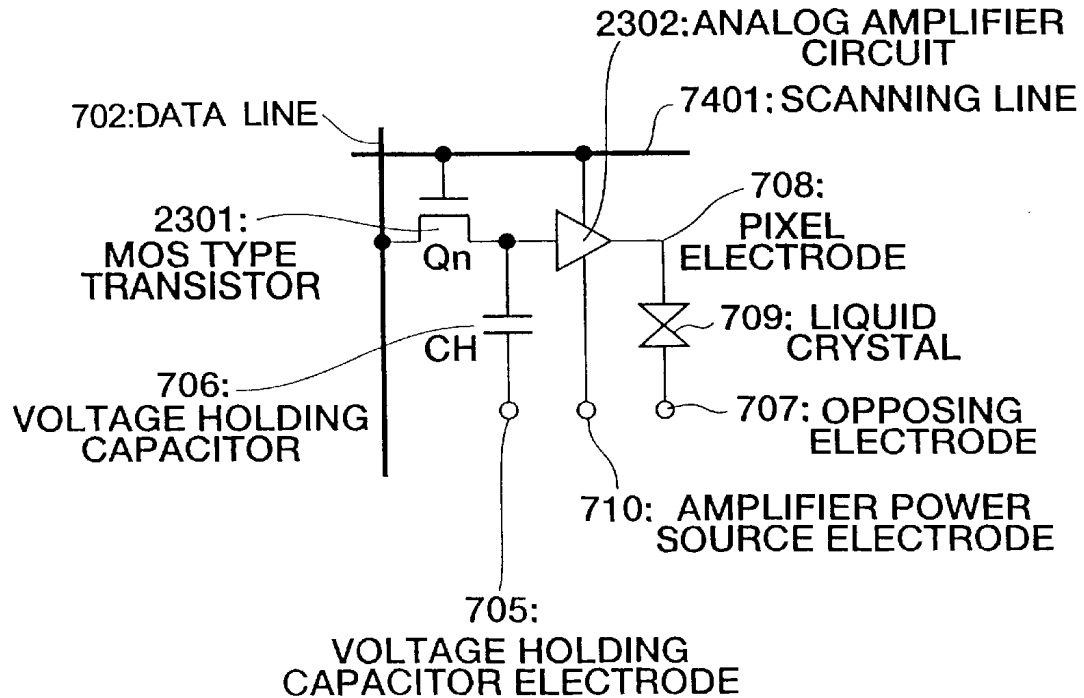 2302: ANALOG AMPLIFIER
CIRCUIT
7401: SCANNING LINE
702: DATA LINE
708:
PIXEL
ELECTRODE
2301:
MOS TYPE
TRANSISTOR
Qn
709: LIQUID
CRYSTAL
CH
706:
VOLTAGE HOLDING
CAPACITOR
707: OPPOSING
ELECTRODE
710: AMPLIFIER POWER
SOURCE ELECTRODE
705:
VOLTAGE HOLDING
CAPACITOR ELECTRODE